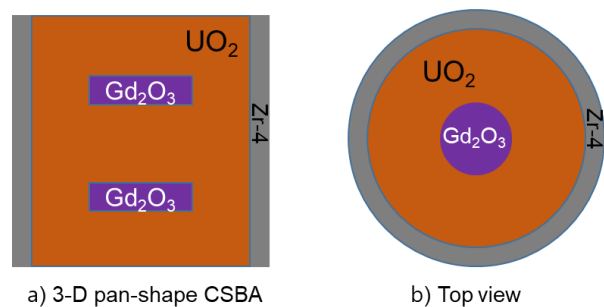 UO₂
Gd₂O₃
Gd₂O₃
Zr-4
a) 3-D pan-shape CSBA
UO₂
Gd₂O₃
Zr-4
b) Top view